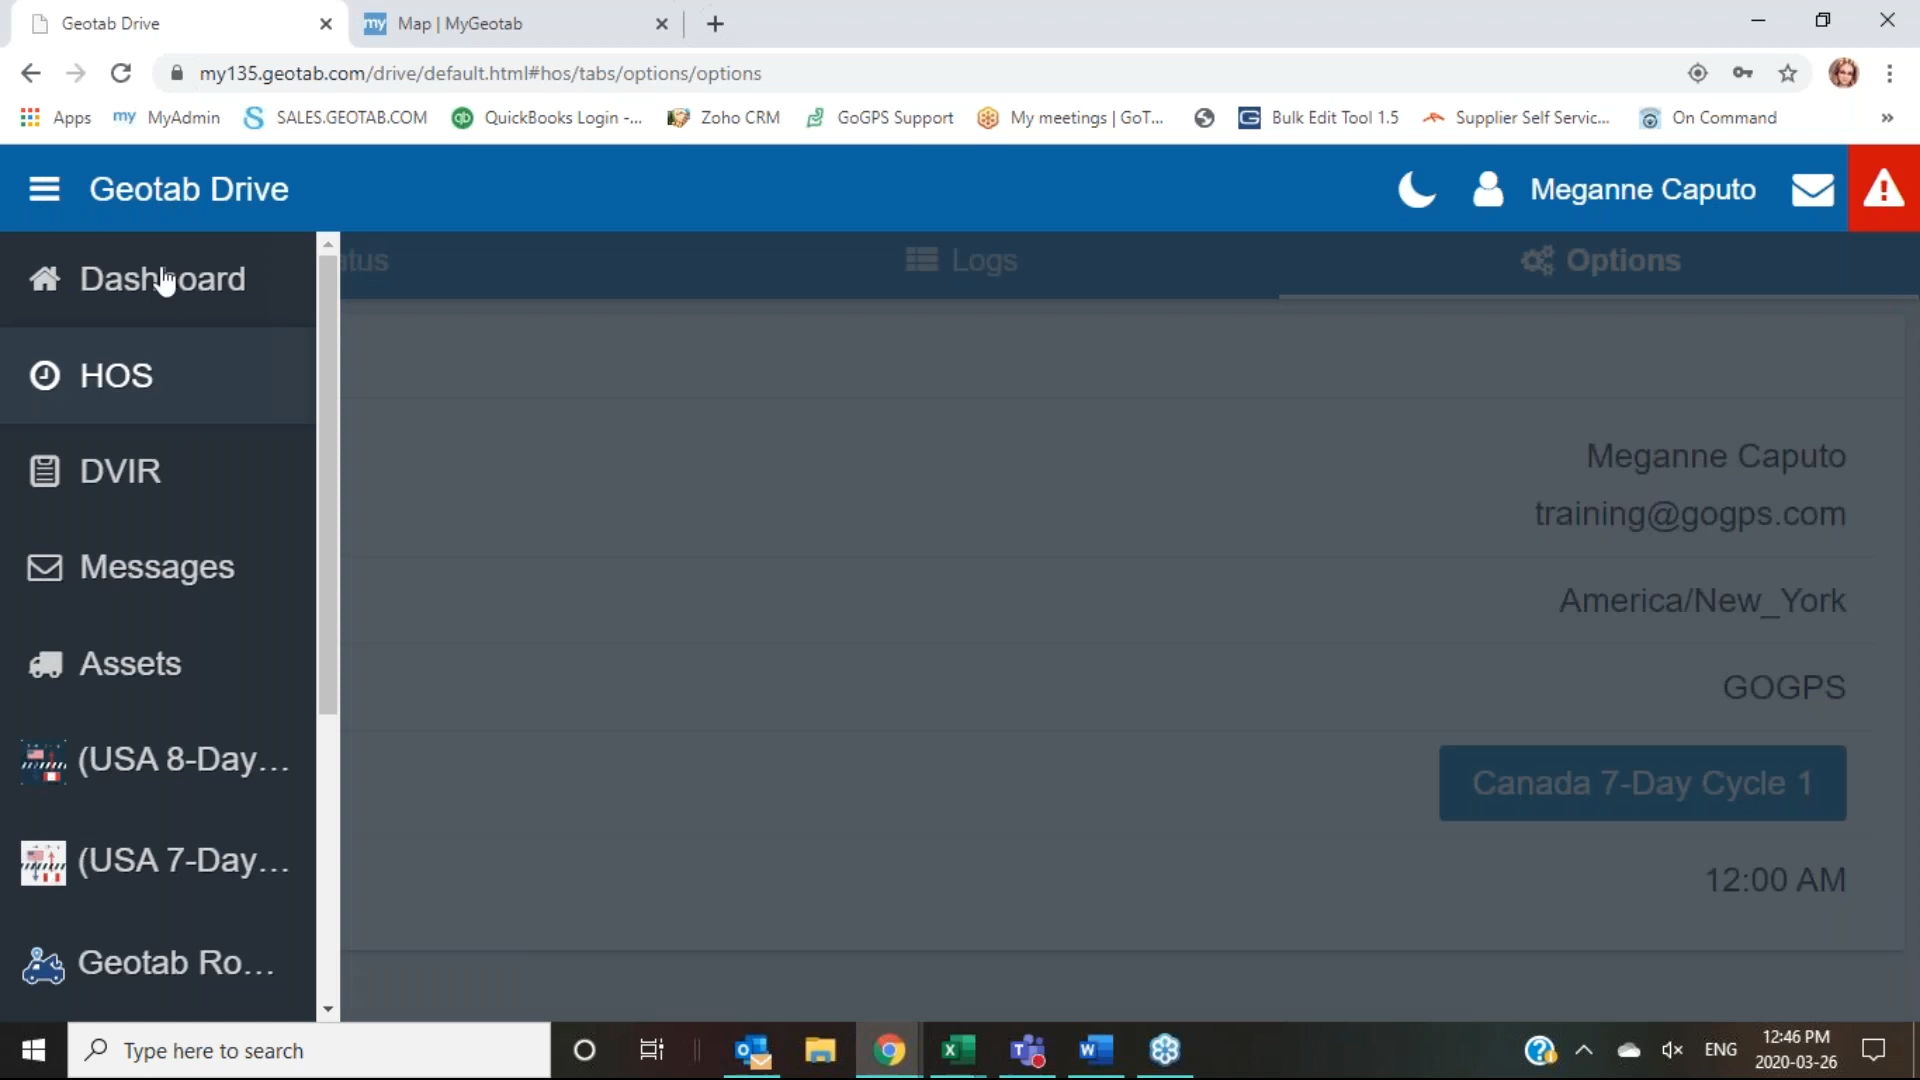 Geotab Drive
my Map | MyGeotab
my135.geotab.com/drive/default.html#hos/tabs/options/options
Apps my MyAdmin SALES.GEOTAB.COM qb QuickBooks Login -... Zoho CRM GoGPS Support My meetings | GoT... Bulk Edit Tool 1.5 Supplier Self Servic... On Command »
Geotab Drive Meganne Caputo
Dashboard
atus Logs Options
HOS
Meganne Caputo
DVIR
training@gogps.com
Messages
America/New_York
Assets
GOGPS
(USA 8-Day...
Canada 7-Day Cycle 1
(USA 7-Day...
12:00 AM
Geotab Ro...
Type here to search
ENG
12:46 PM
2020-03-26